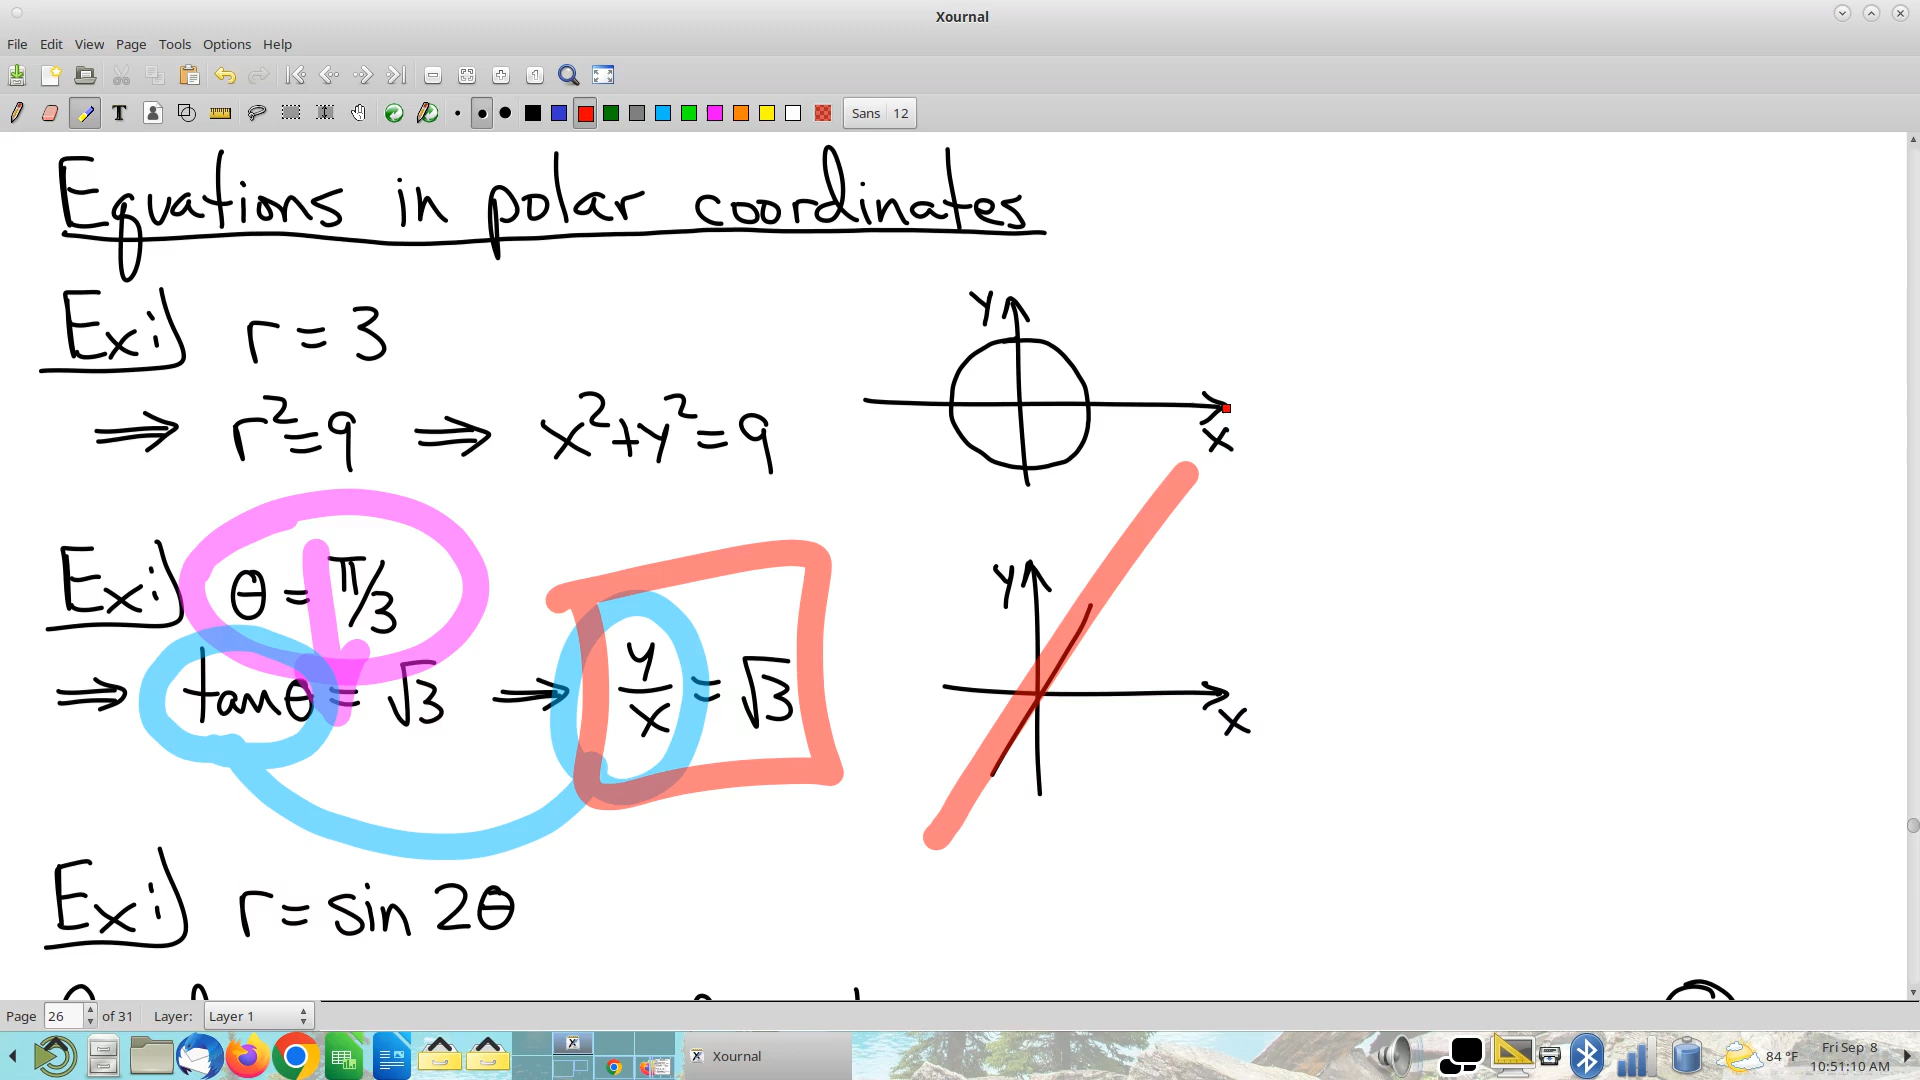 Xournal
File Edit View Page Tools Options Help
Sans 12
Equations in polar coordinates
Ex:) r = 3
⇒ r²=9 ⇒ x²+y²=9
y
x
Ex:) θ = π/3
⇒ tanθ = √3 ⇒ y/x = √3
y
x
Ex:) r = sin 2θ
Page 26 of 31 Layer: Layer 1
Xournal
84 °F
Fri Sep 8
10:51:10 AM